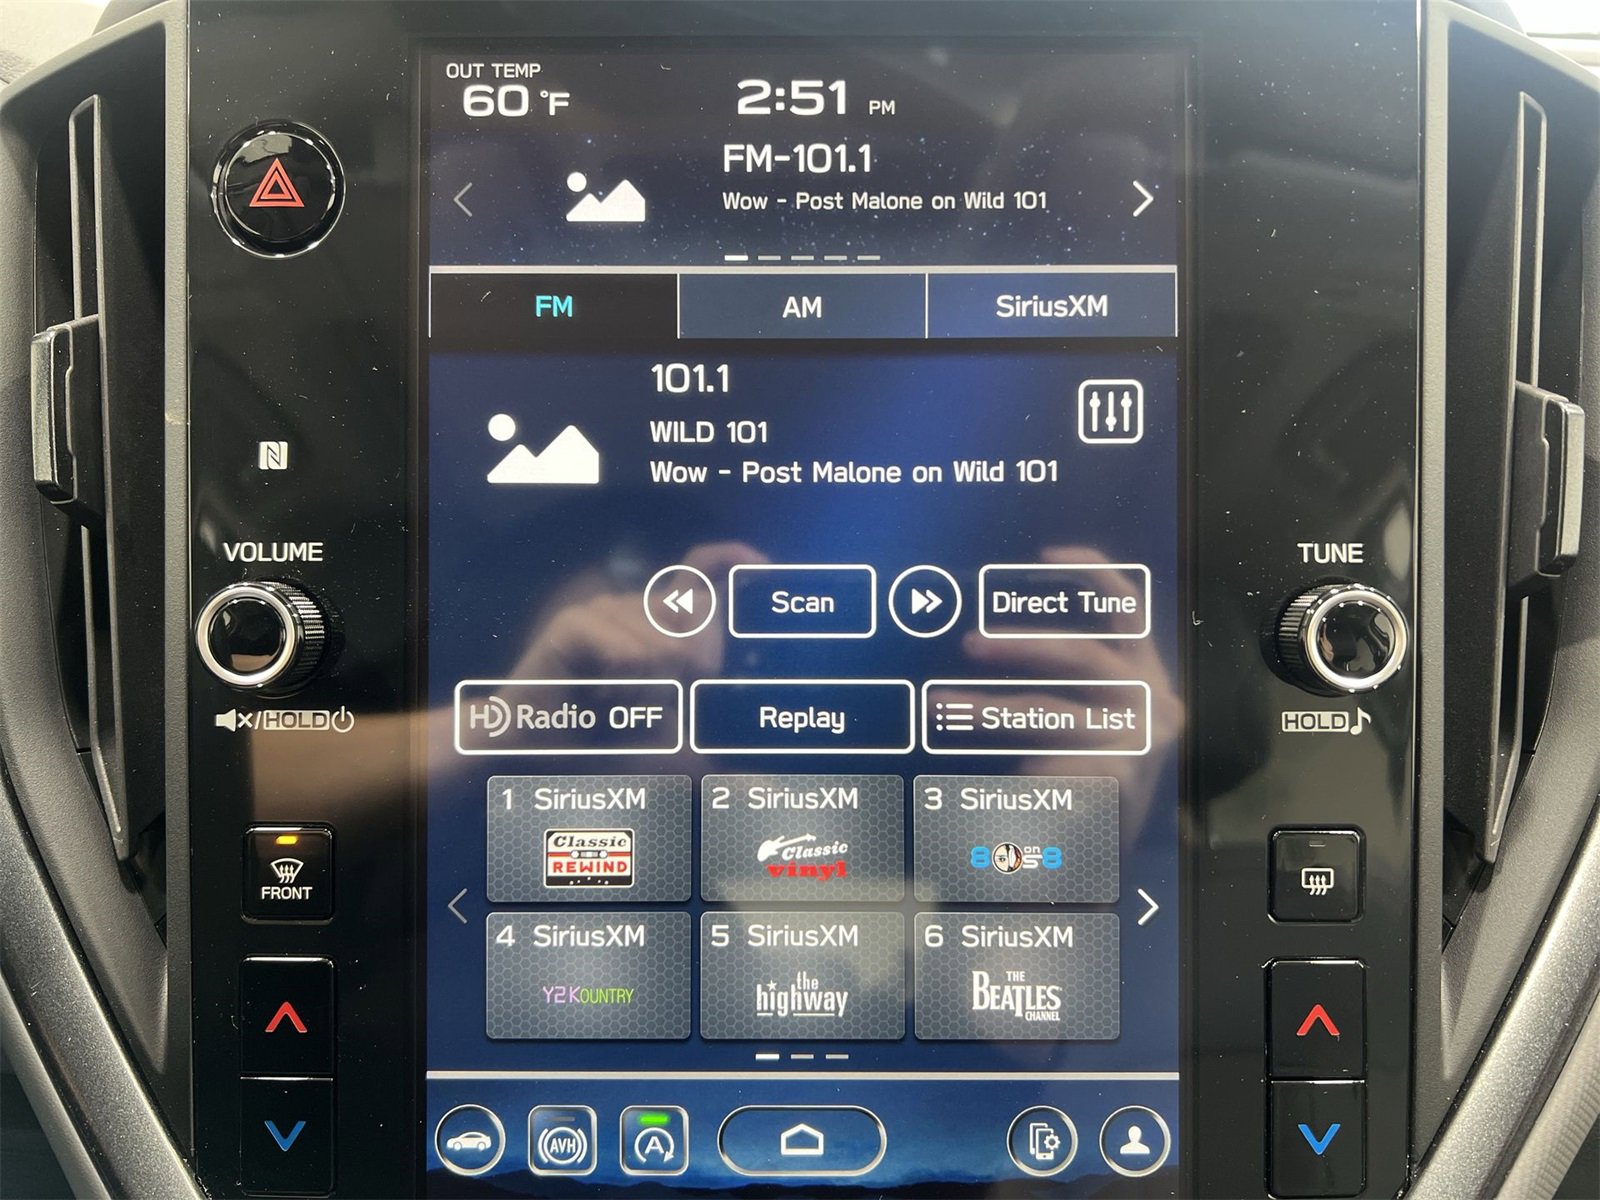 OUT TEMP
60 °F
2:51 PM
FM-101.1
Wow - Post Malone on Wild 101
FM
AM
SiriusXM
101.1
WILD 101
Wow - Post Malone on Wild 101
VOLUME
TUNE
Scan
Direct Tune
HD Radio OFF
Replay
Station List
/HOLD
HOLD
1 SiriusXM
Classic
REWIND
2 SiriusXM
Classic
vinyl
3 SiriusXM
80s on 8
FRONT
4 SiriusXM
Y2KOUNTRY
5 SiriusXM
the
highway
6 SiriusXM
THE
BEATLES
CHANNEL
AVH
A